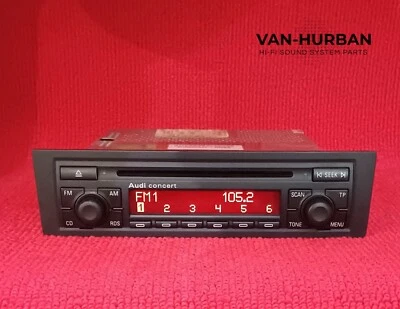 VAN-HURBAN
HI-FI SOUND SYSTEM PARTS
SEEK
Audi concert
FM AM
FM1 105.2
SCAN TP
1 2 3 4 5 6
CD RDS
TONE MENU